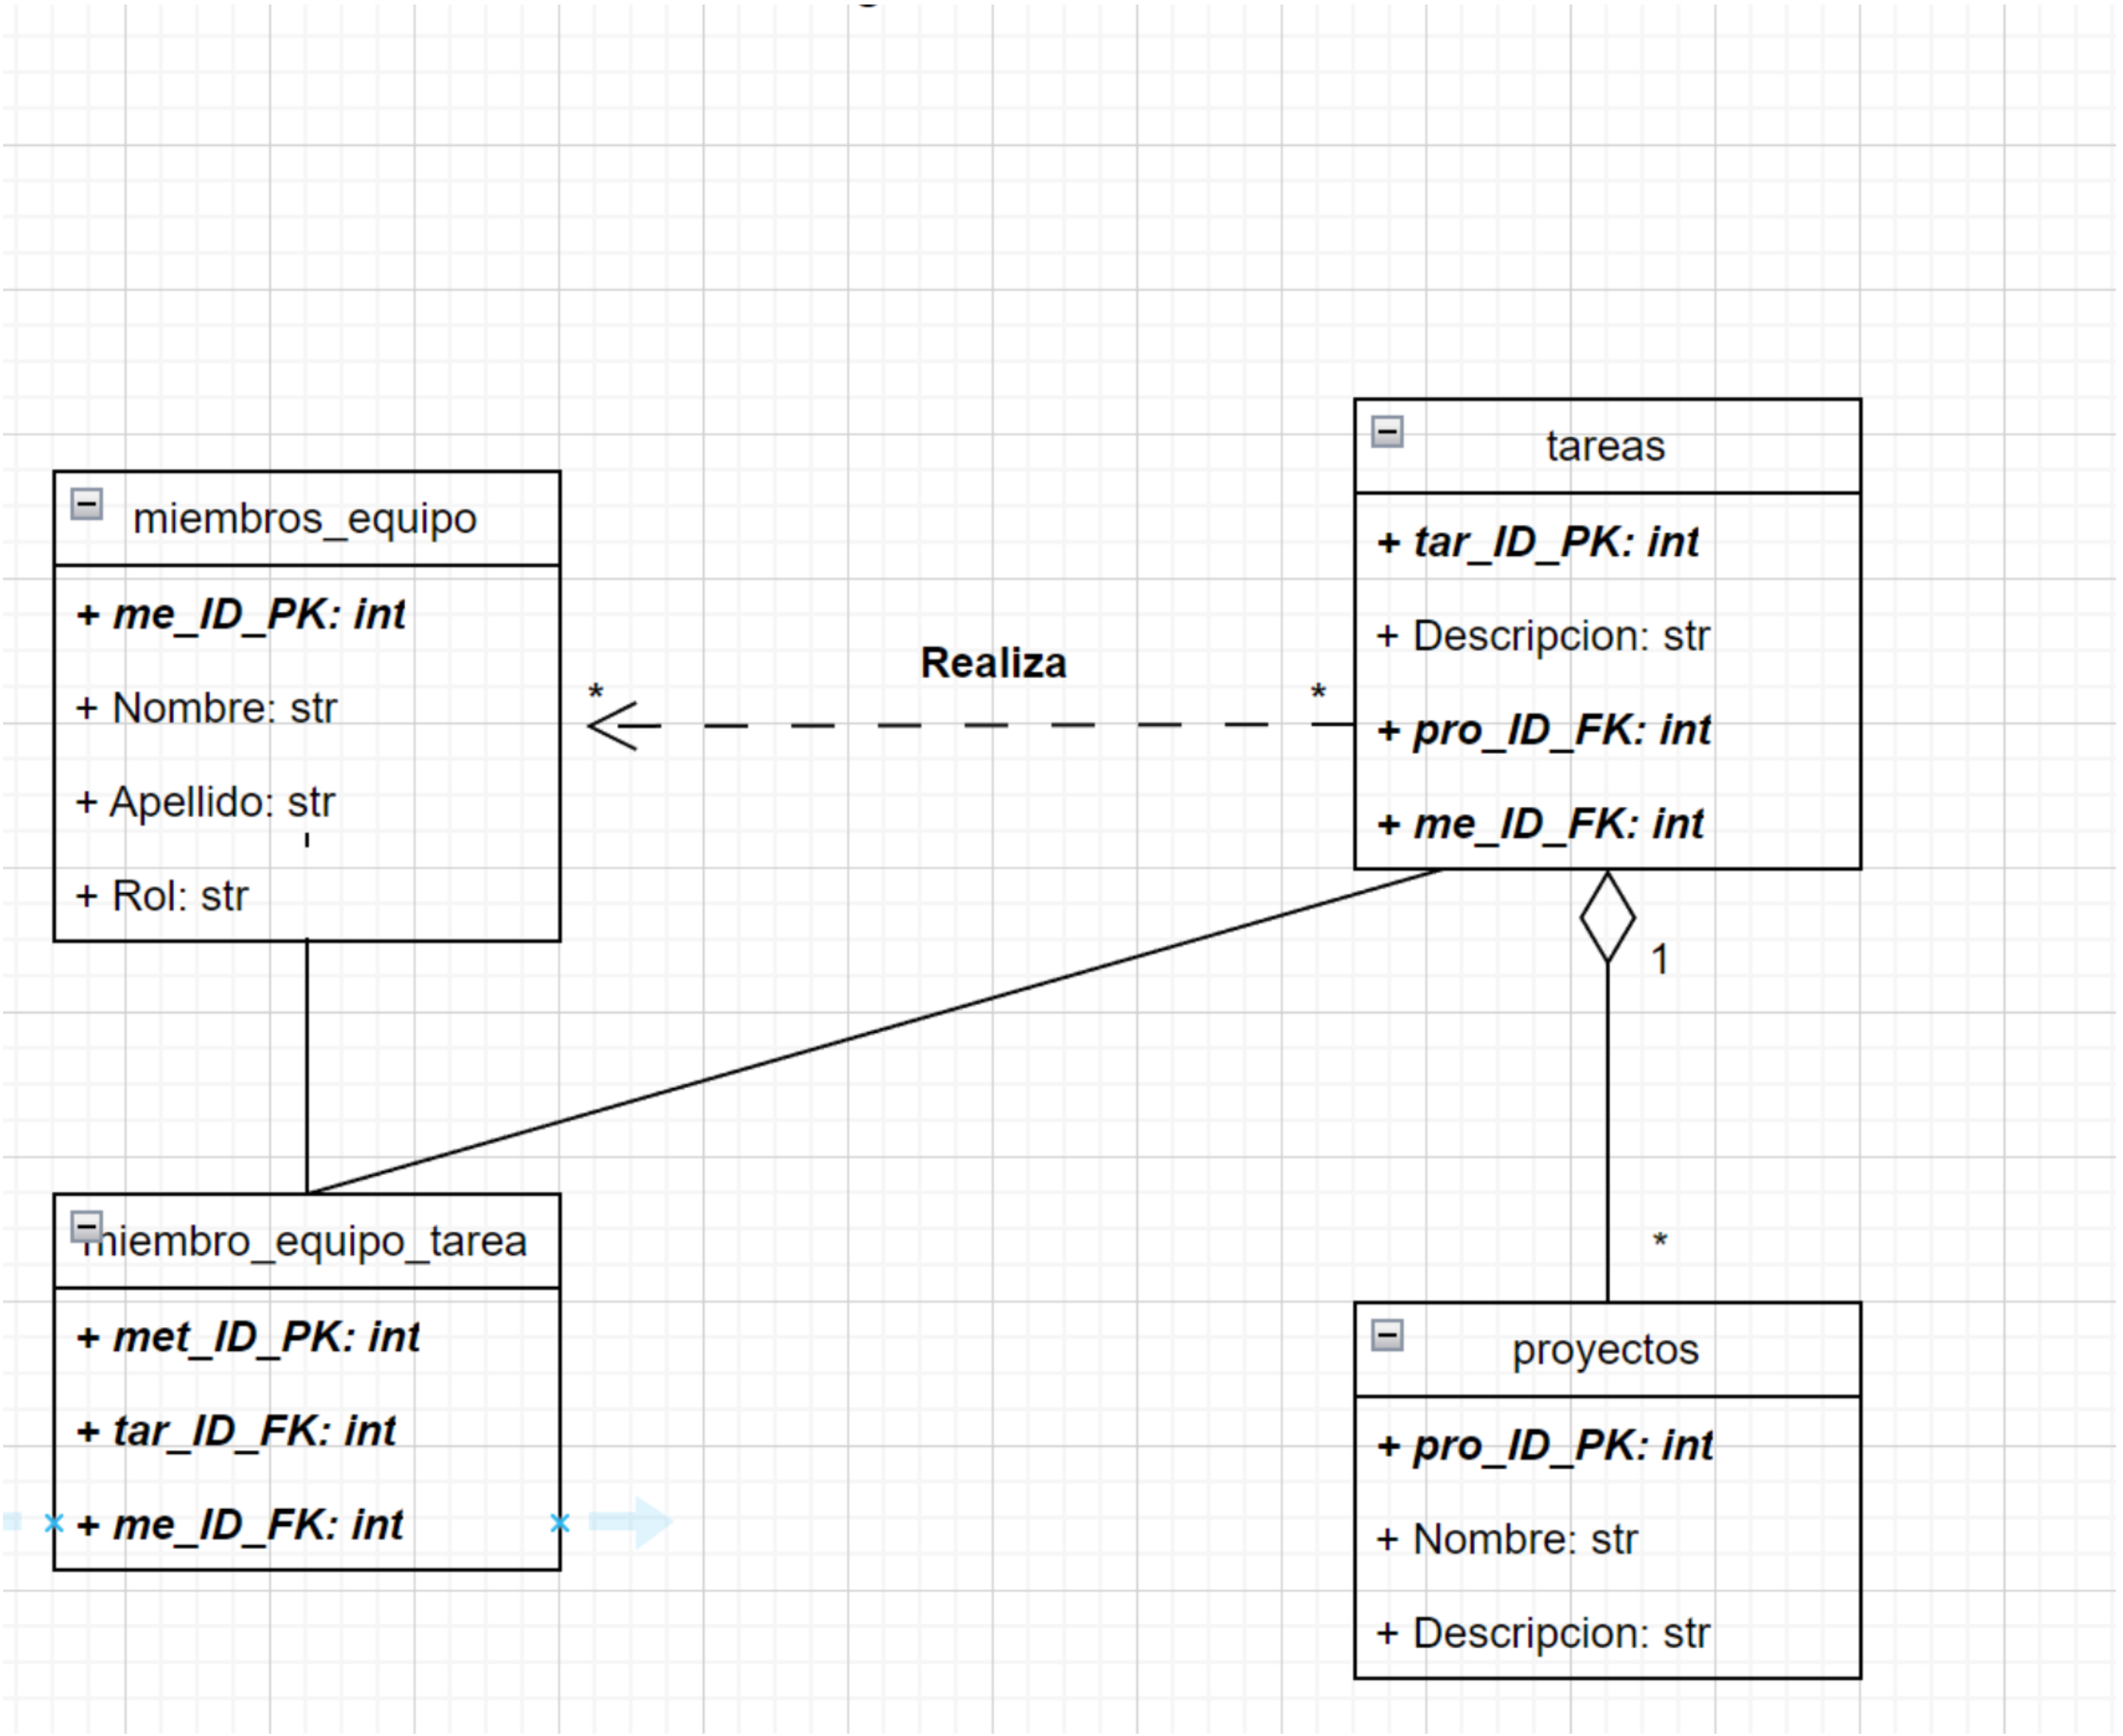 miembros_equipo
+ me_ID_PK: int
+ Nombre: str
+ Apellido: str
+ Rol: str
Realiza
*
*
tareas
+ tar_ID_PK: int
+ Descripcion: str
+ pro_ID_FK: int
+ me_ID_FK: int
1
*
miembro_equipo_tarea
+ met_ID_PK: int
+ tar_ID_FK: int
+ me_ID_FK: int
proyectos
+ pro_ID_PK: int
+ Nombre: str
+ Descripcion: str